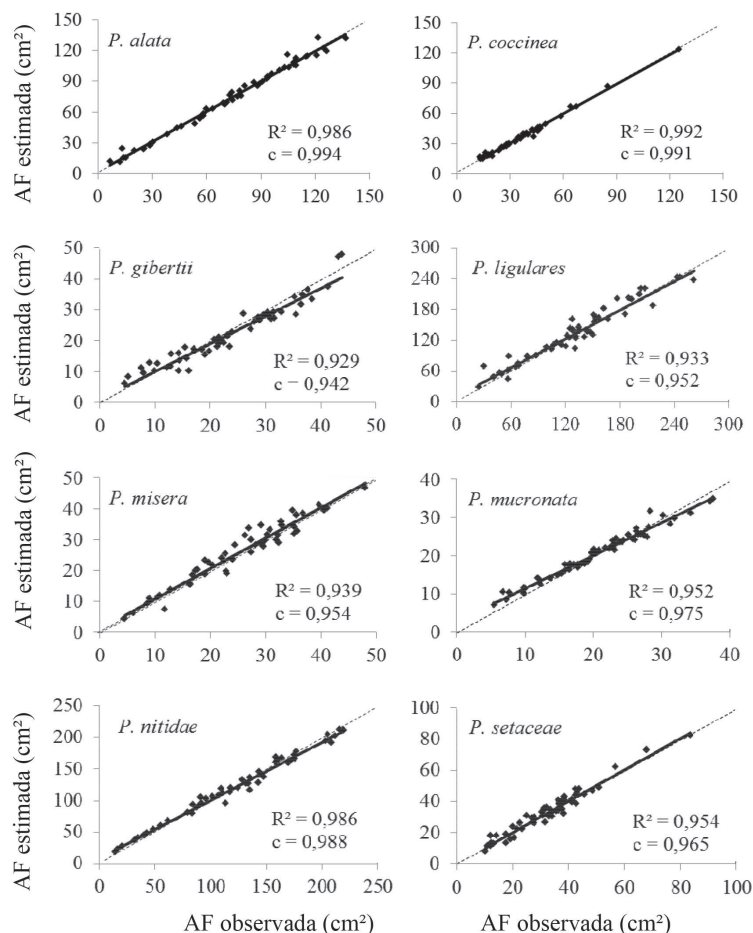 P. alata
AF estimada (cm²)
150
120
90
60
30
0
R² = 0,986
c = 0,994
0 30 60 90 120 150
P. coccinea
150
120
90
60
30
0
R² = 0,992
c = 0,991
0 30 60 90 120 150
P. gibertii
AF estimada (cm²)
50
40
30
20
10
0
R² = 0,929
c = 0,942
0 10 20 30 40 50
P. ligulares
300
240
180
120
60
0
R² = 0,933
c = 0,952
0 60 120 180 240 300
P. misera
AF estimada (cm²)
50
40
30
20
10
0
R² = 0,939
c = 0,954
0 10 20 30 40 50
P. mucronata
40
30
20
10
0
R² = 0,952
c = 0,975
0 10 20 30 40
P. nitidae
AF estimada (cm²)
250
200
150
100
50
0
R² = 0,986
c = 0,988
0 50 100 150 200 250
P. setaceae
100
80
60
40
20
0
R² = 0,954
c = 0,965
0 20 40 60 80 100
AF observada (cm²)
AF observada (cm²)